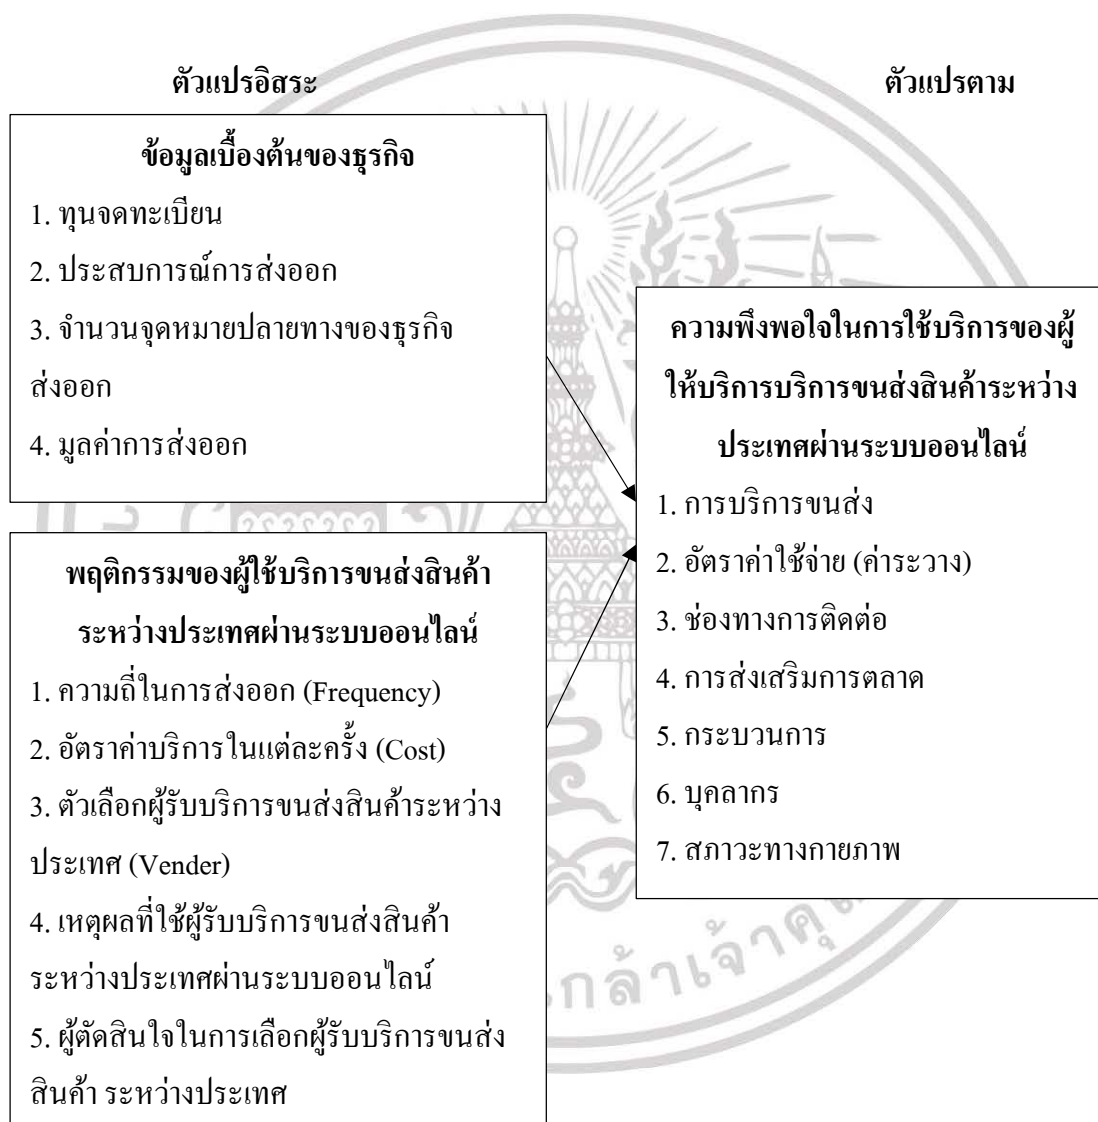 ตัวแปรอิสระ
ตัวแปรตาม
ข้อมูลเบื้องต้นของธุรกิจ
1. ทุนจดทะเบียน
2. ประสบการณ์การส่งออก
3. จำนวนจุดหมายปลายทางของธุรกิจ
ส่งออก
4. มูลค่าการส่งออก
พฤติกรรมของผู้ใช้บริการขนส่งสินค้า
ระหว่างประเทศผ่านระบบออนไลน์
1. ความถี่ในการส่งออก (Frequency)
2. อัตราค่าบริการในแต่ละครั้ง (Cost)
3. ตัวเลือกผู้รับบริการขนส่งสินค้าระหว่าง
ประเทศ (Vender)
4. เหตุผลที่ใช้ผู้รับบริการขนส่งสินค้า
ระหว่างประเทศผ่านระบบออนไลน์
5. ผู้ตัดสินใจในการเลือกผู้รับบริการขนส่ง
สินค้า ระหว่างประเทศ
ความพึงพอใจในการใช้บริการของผู้
ให้บริการบริการขนส่งสินค้าระหว่าง
ประเทศผ่านระบบออนไลน์
1. การบริการขนส่ง
2. อัตราค่าใช้จ่าย (ค่าระวาง)
3. ช่องทางการติดต่อ
4. การส่งเสริมการตลาด
5. กระบวนการ
6. บุคลากร
7. สภาวะทางกายภาพ